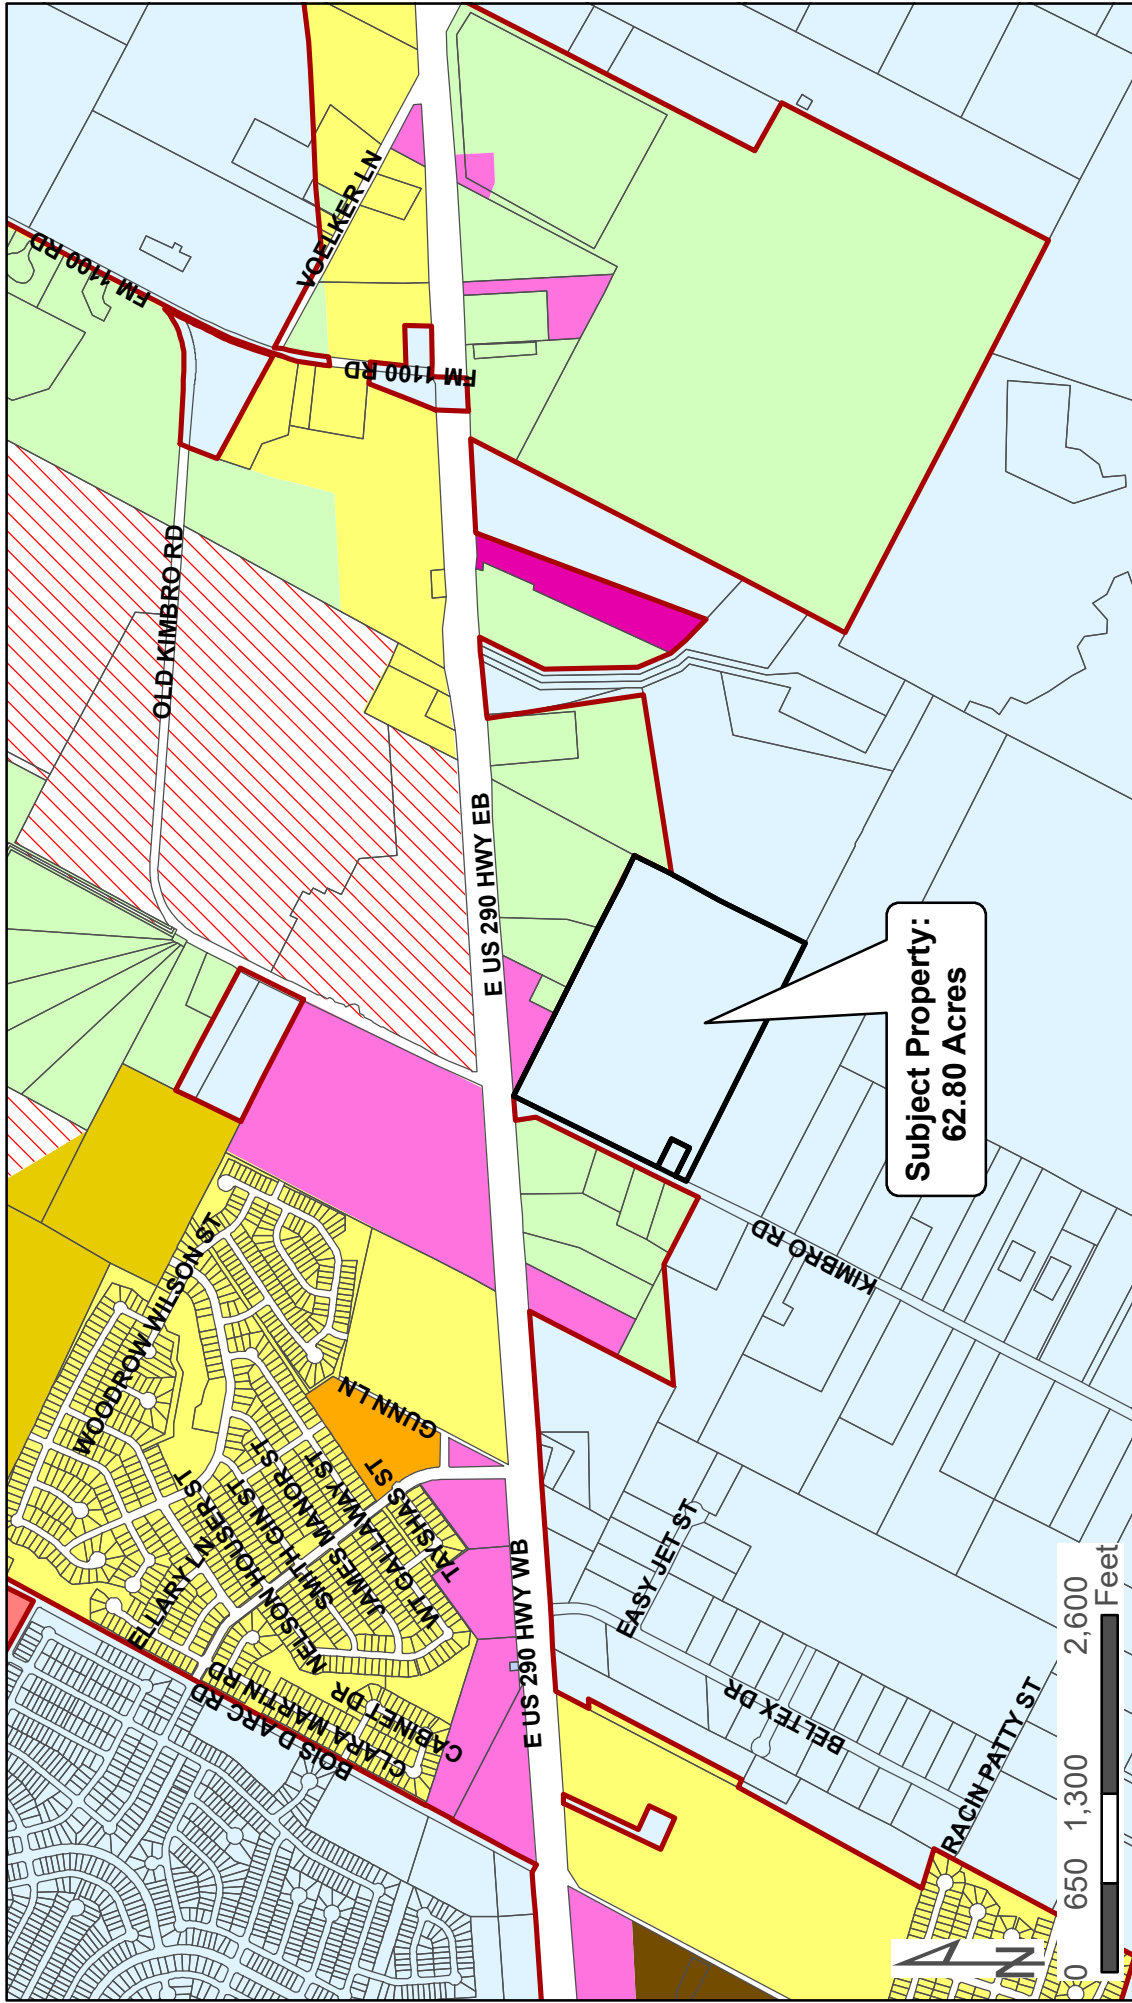 FM 1100 RD
VOELKER LN
FM 1100 RD
OLD KIMBRO RD
E US 290 HWY EB
WOODROW WILSON ST
GUNN LN
TAYSHAS ST
WT GALLAWAY ST
JAMES MANOR ST
SMITH GIN ST
NELSON HOUSER ST
ELLARY LN
CABINET DR
CLARA MARTIN RD
BOIS D ARC RD
E US 290 HWY WB
KIMBRO RD
EASY JET ST
BELTEX DR
RACIN PATTY ST
Subject Property:
62.80 Acres
N
0 650 1,300 2,600
Feet